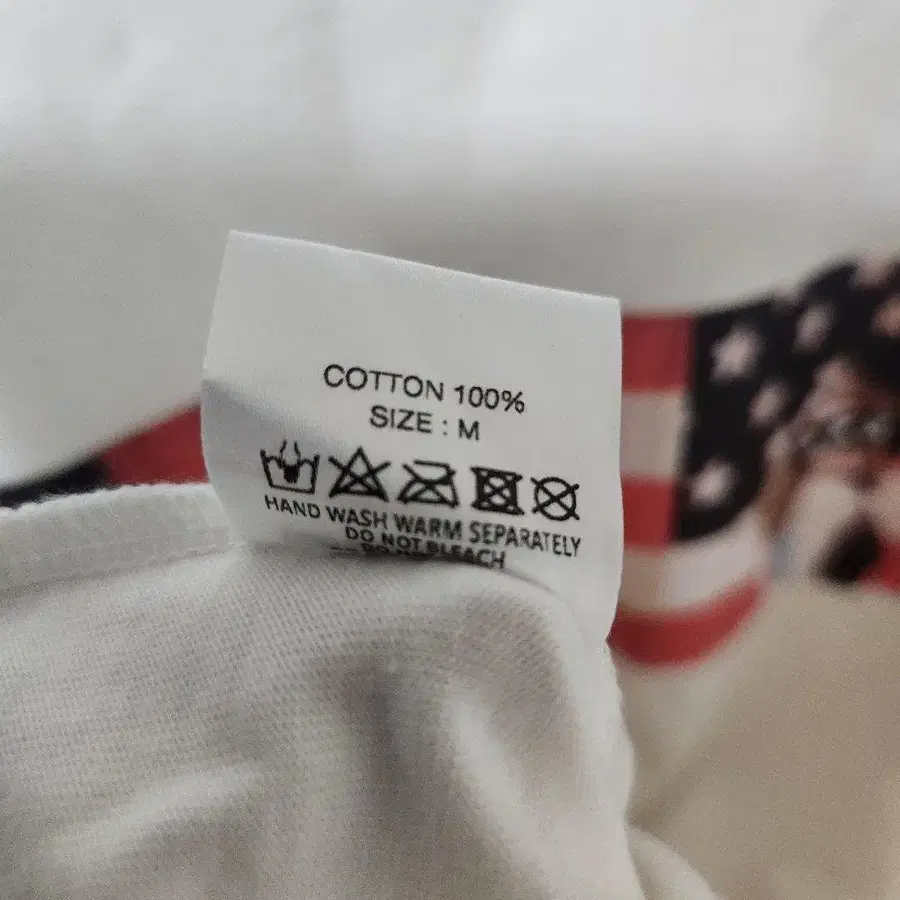 COTTON 100%
SIZE : M
HAND WASH WARM SEPARATELY
DO NOT BLEACH